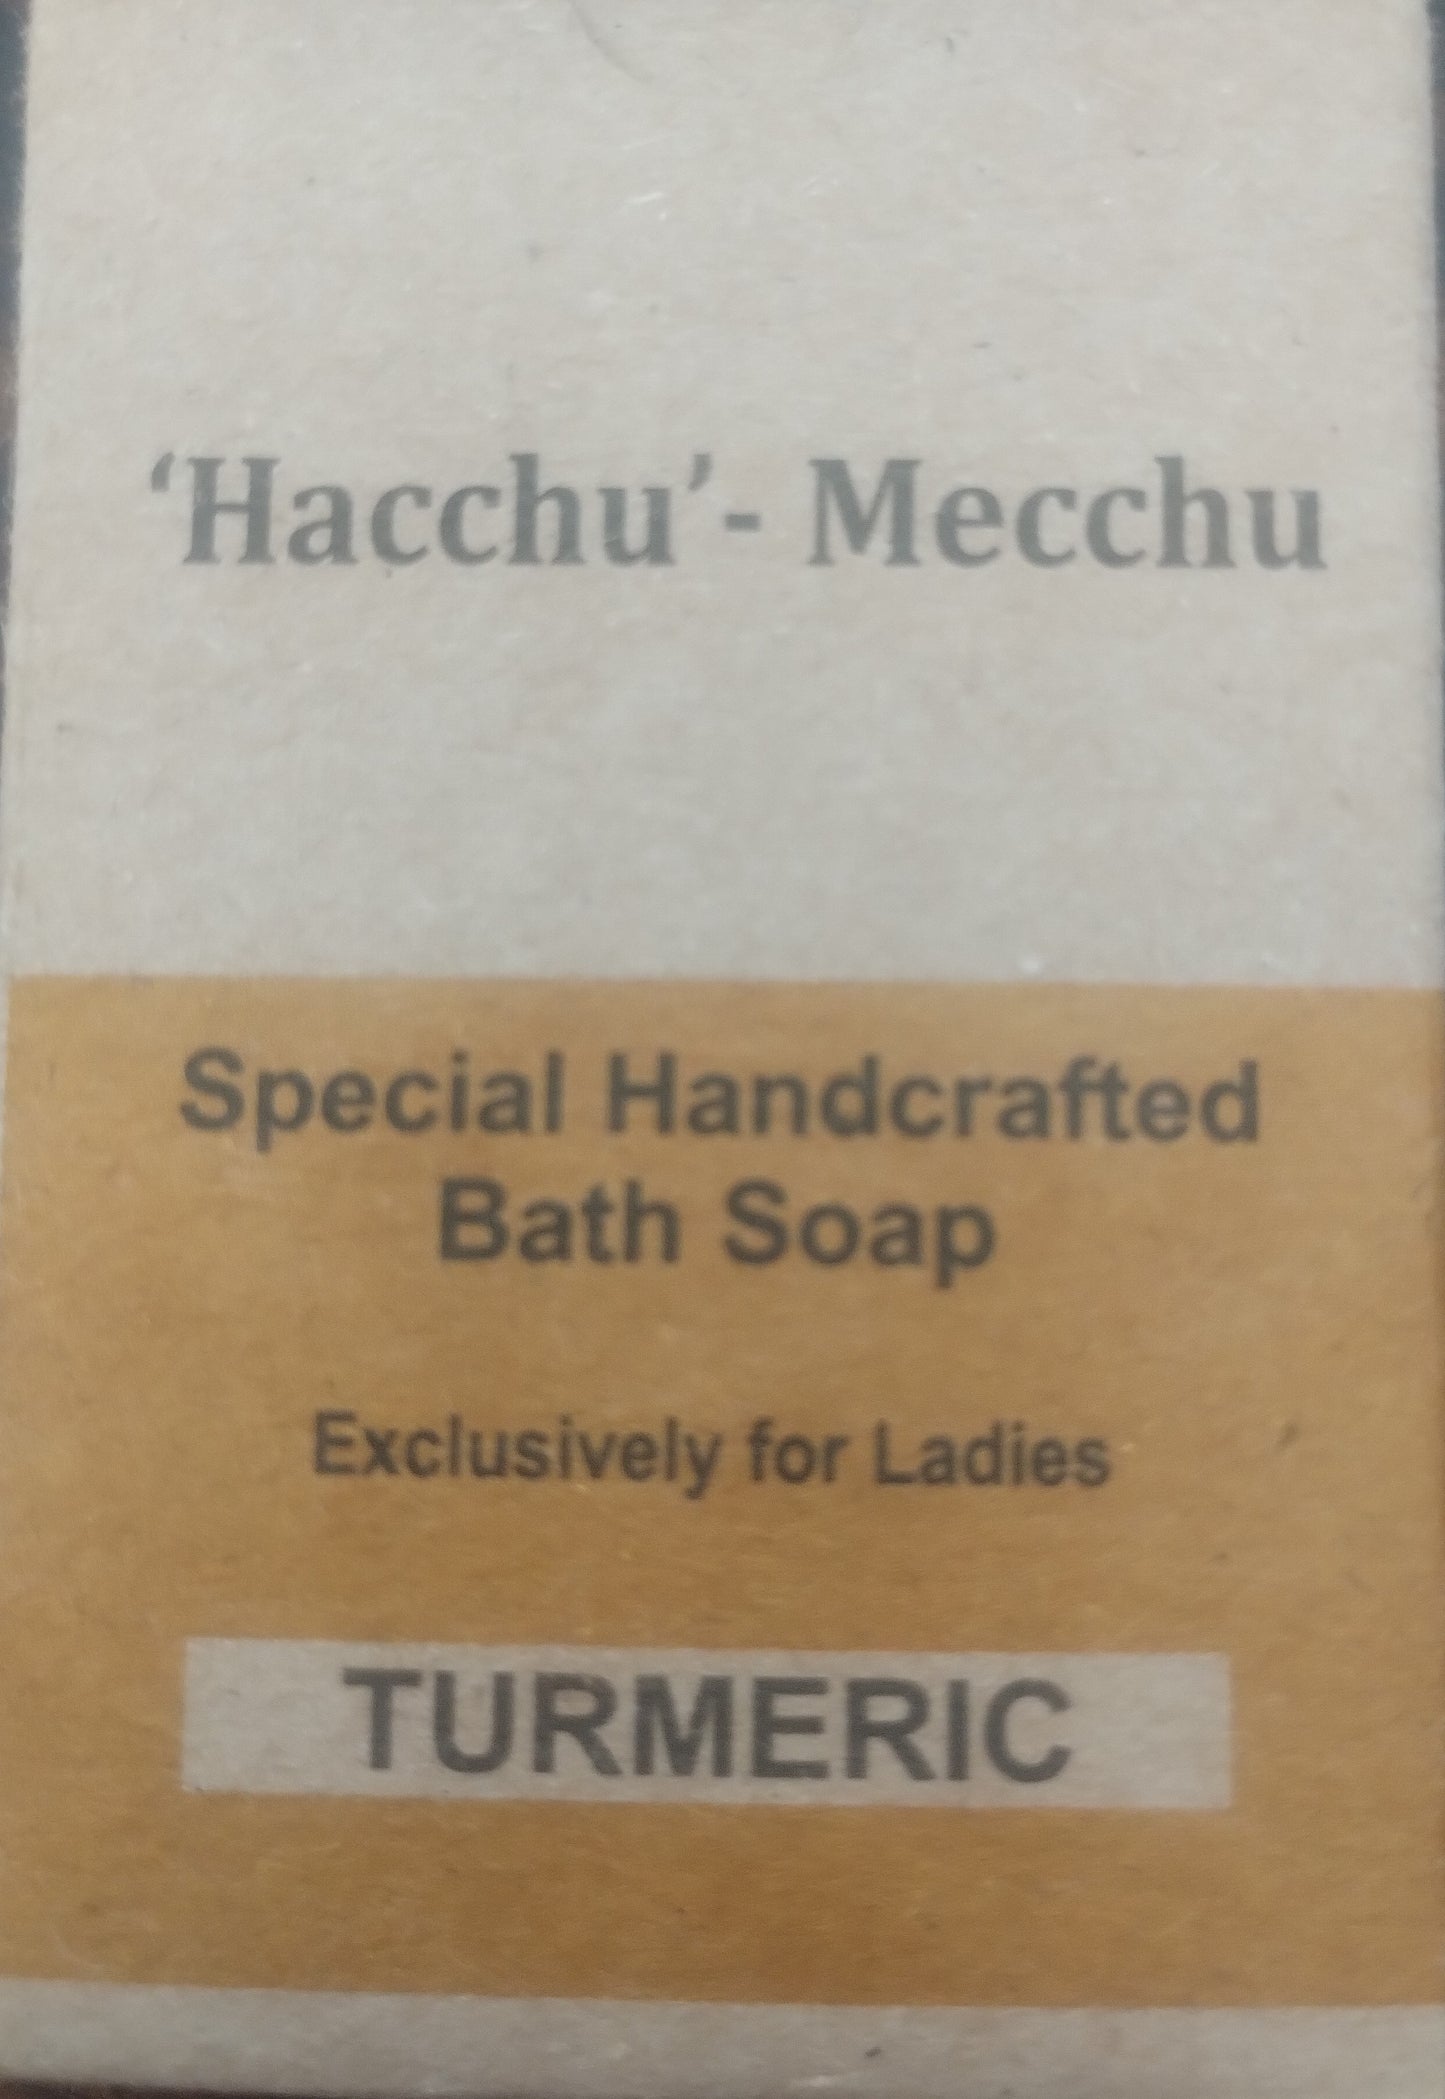 ‘Hacchu’- Mecchu
Special Handcrafted
Bath Soap
Exclusively for Ladies
TURMERIC